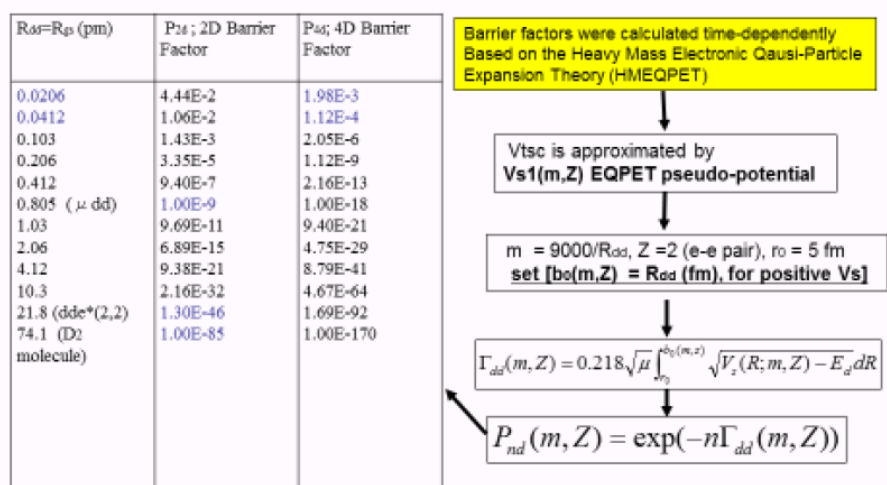 Rdd=Rgs (pm) P2d ; 2D Barrier Factor P4d; 4D Barrier Factor
0.0206 4.44E-2 1.98E-3
0.0412 1.06E-2 1.12E-4
0.103 1.43E-3 2.05E-6
0.206 3.35E-5 1.12E-9
0.412 9.40E-7 2.16E-13
0.805 ( μ dd) 1.00E-9 1.00E-18
1.03 9.69E-11 9.40E-21
2.06 6.89E-15 4.75E-29
4.12 9.38E-21 8.79E-41
10.3 2.16E-32 4.67E-64
21.8 (dde*(2,2) 1.30E-46 1.69E-92
74.1 (D2 molecule) 1.00E-85 1.00E-170
Barrier factors were calculated time-dependently
Based on the Heavy Mass Electronic Qausi-Particle
Expansion Theory (HMEQPET)
Vtsc is approximated by
Vs1(m,Z) EQPET pseudo-potential
m = 9000/Rdd, Z =2 (e-e pair), r0 = 5 fm
set [b0(m,Z) = Rdd (fm), for positive Vs]
Γdd(m,Z) = 0.218√μ ∫r0^b0(m,z) √Vs(R;m,Z) − Ed dR
Pnd(m,Z) = exp(−nΓdd(m,Z))